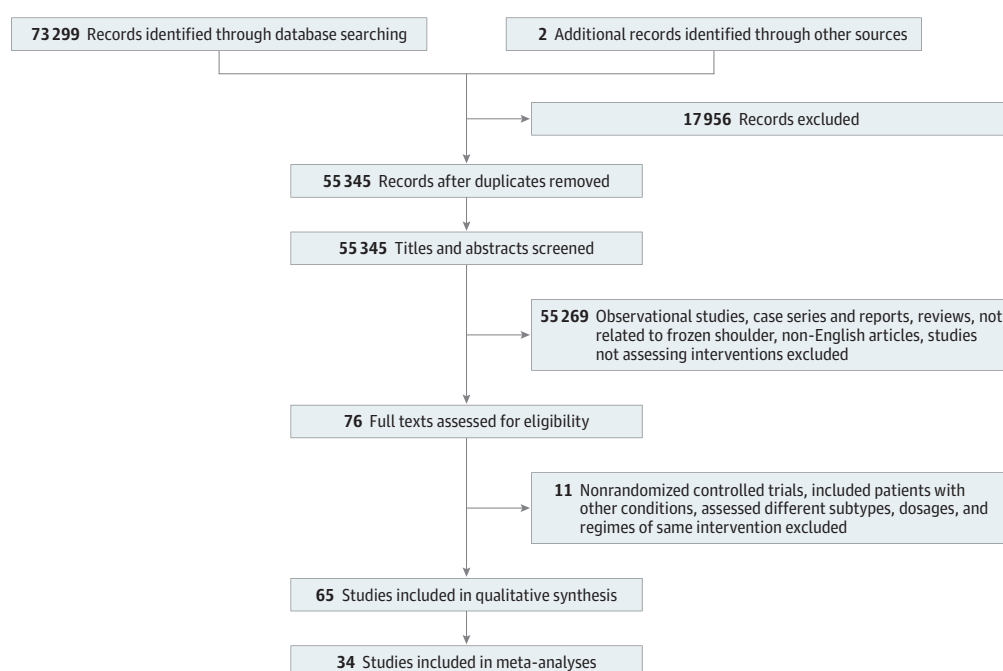 73 299 Records identified through database searching
2 Additional records identified through other sources
17 956 Records excluded
55 345 Records after duplicates removed
55 345 Titles and abstracts screened
55 269 Observational studies, case series and reports, reviews, not
related to frozen shoulder, non-English articles, studies
not assessing interventions excluded
76 Full texts assessed for eligibility
11 Nonrandomized controlled trials, included patients with
other conditions, assessed different subtypes, dosages, and
regimes of same intervention excluded
65 Studies included in qualitative synthesis
34 Studies included in meta-analyses